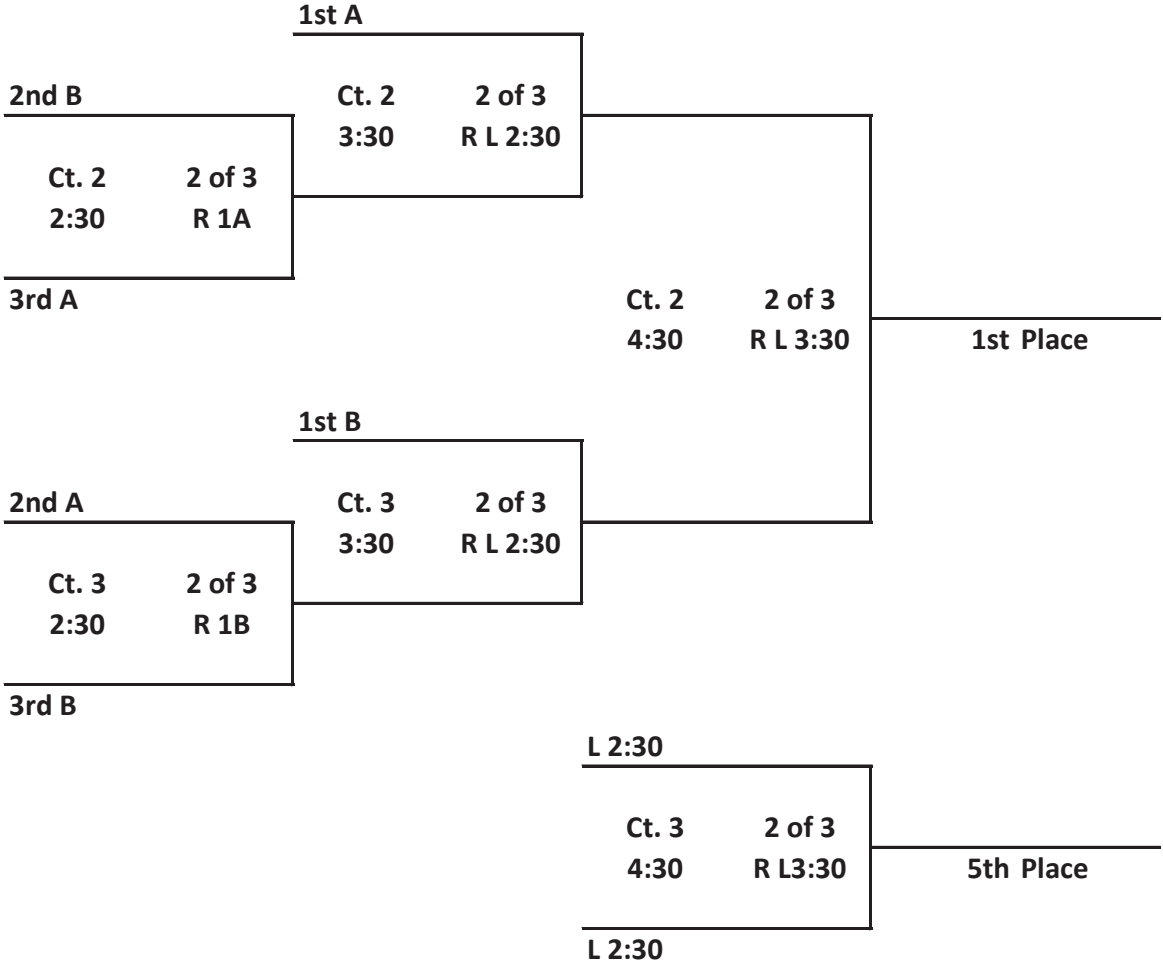 1st A
2nd B
Ct. 2 2 of 3
3:30 R L 2:30
Ct. 2 2 of 3
2:30 R 1A
3rd A
Ct. 2 2 of 3
4:30 R L 3:30
1st Place
1st B
2nd A
Ct. 3 2 of 3
3:30 R L 2:30
Ct. 3 2 of 3
2:30 R 1B
3rd B
L 2:30
Ct. 3 2 of 3
4:30 R L3:30
5th Place
L 2:30